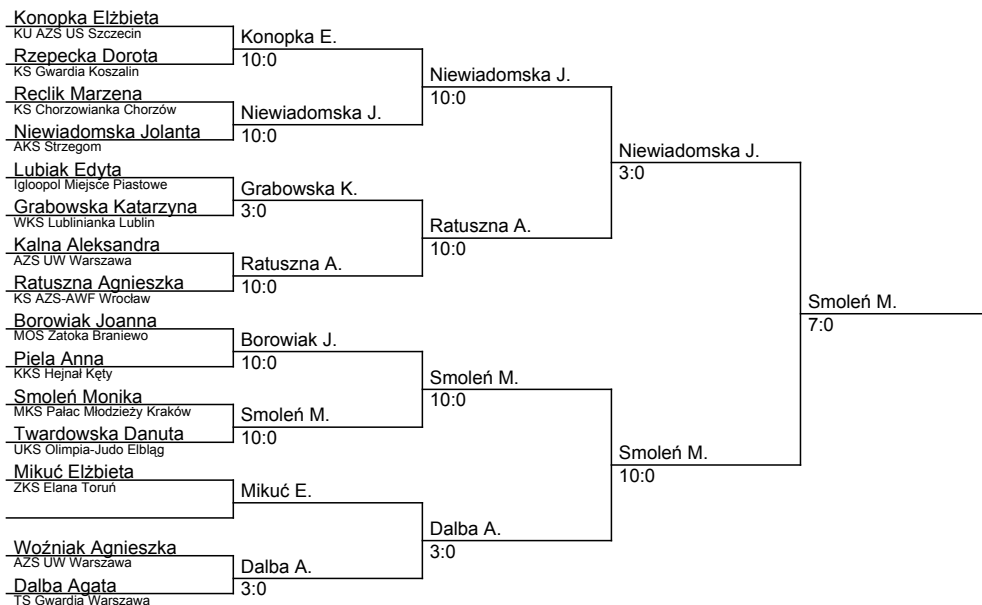 Konopka Elżbieta
KU AZS US Szczecin
Rzepecka Dorota
KS Gwardia Koszalin
Reclik Marzena
KS Chorzowianka Chorzów
Niewiadomska Jolanta
AKS Strzegom
Lubiak Edyta
Igloopol Miejsce Piastowe
Grabowska Katarzyna
WKS Lublinianka Lublin
Kalna Aleksandra
AZS UW Warszawa
Ratuszna Agnieszka
KS AZS-AWF Wrocław
Borowiak Joanna
MOS Zatoka Braniewo
Piela Anna
KKS Hejnał Kęty
Smoleń Monika
MKS Pałac Młodzieży Kraków
Twardowska Danuta
UKS Olimpia-Judo Elbląg
Mikuć Elżbieta
ZKS Elana Toruń
Woźniak Agnieszka
AZS UW Warszawa
Dalba Agata
TS Gwardia Warszawa
Konopka E.
10:0
Niewiadomska J.
10:0
Grabowska K.
3:0
Ratuszna A.
10:0
Borowiak J.
10:0
Smoleń M.
10:0
Mikuć E.
Dalba A.
3:0
Niewiadomska J.
10:0
Ratuszna A.
10:0
Smoleń M.
10:0
Dalba A.
3:0
Niewiadomska J.
3:0
Smoleń M.
10:0
Smoleń M.
7:0